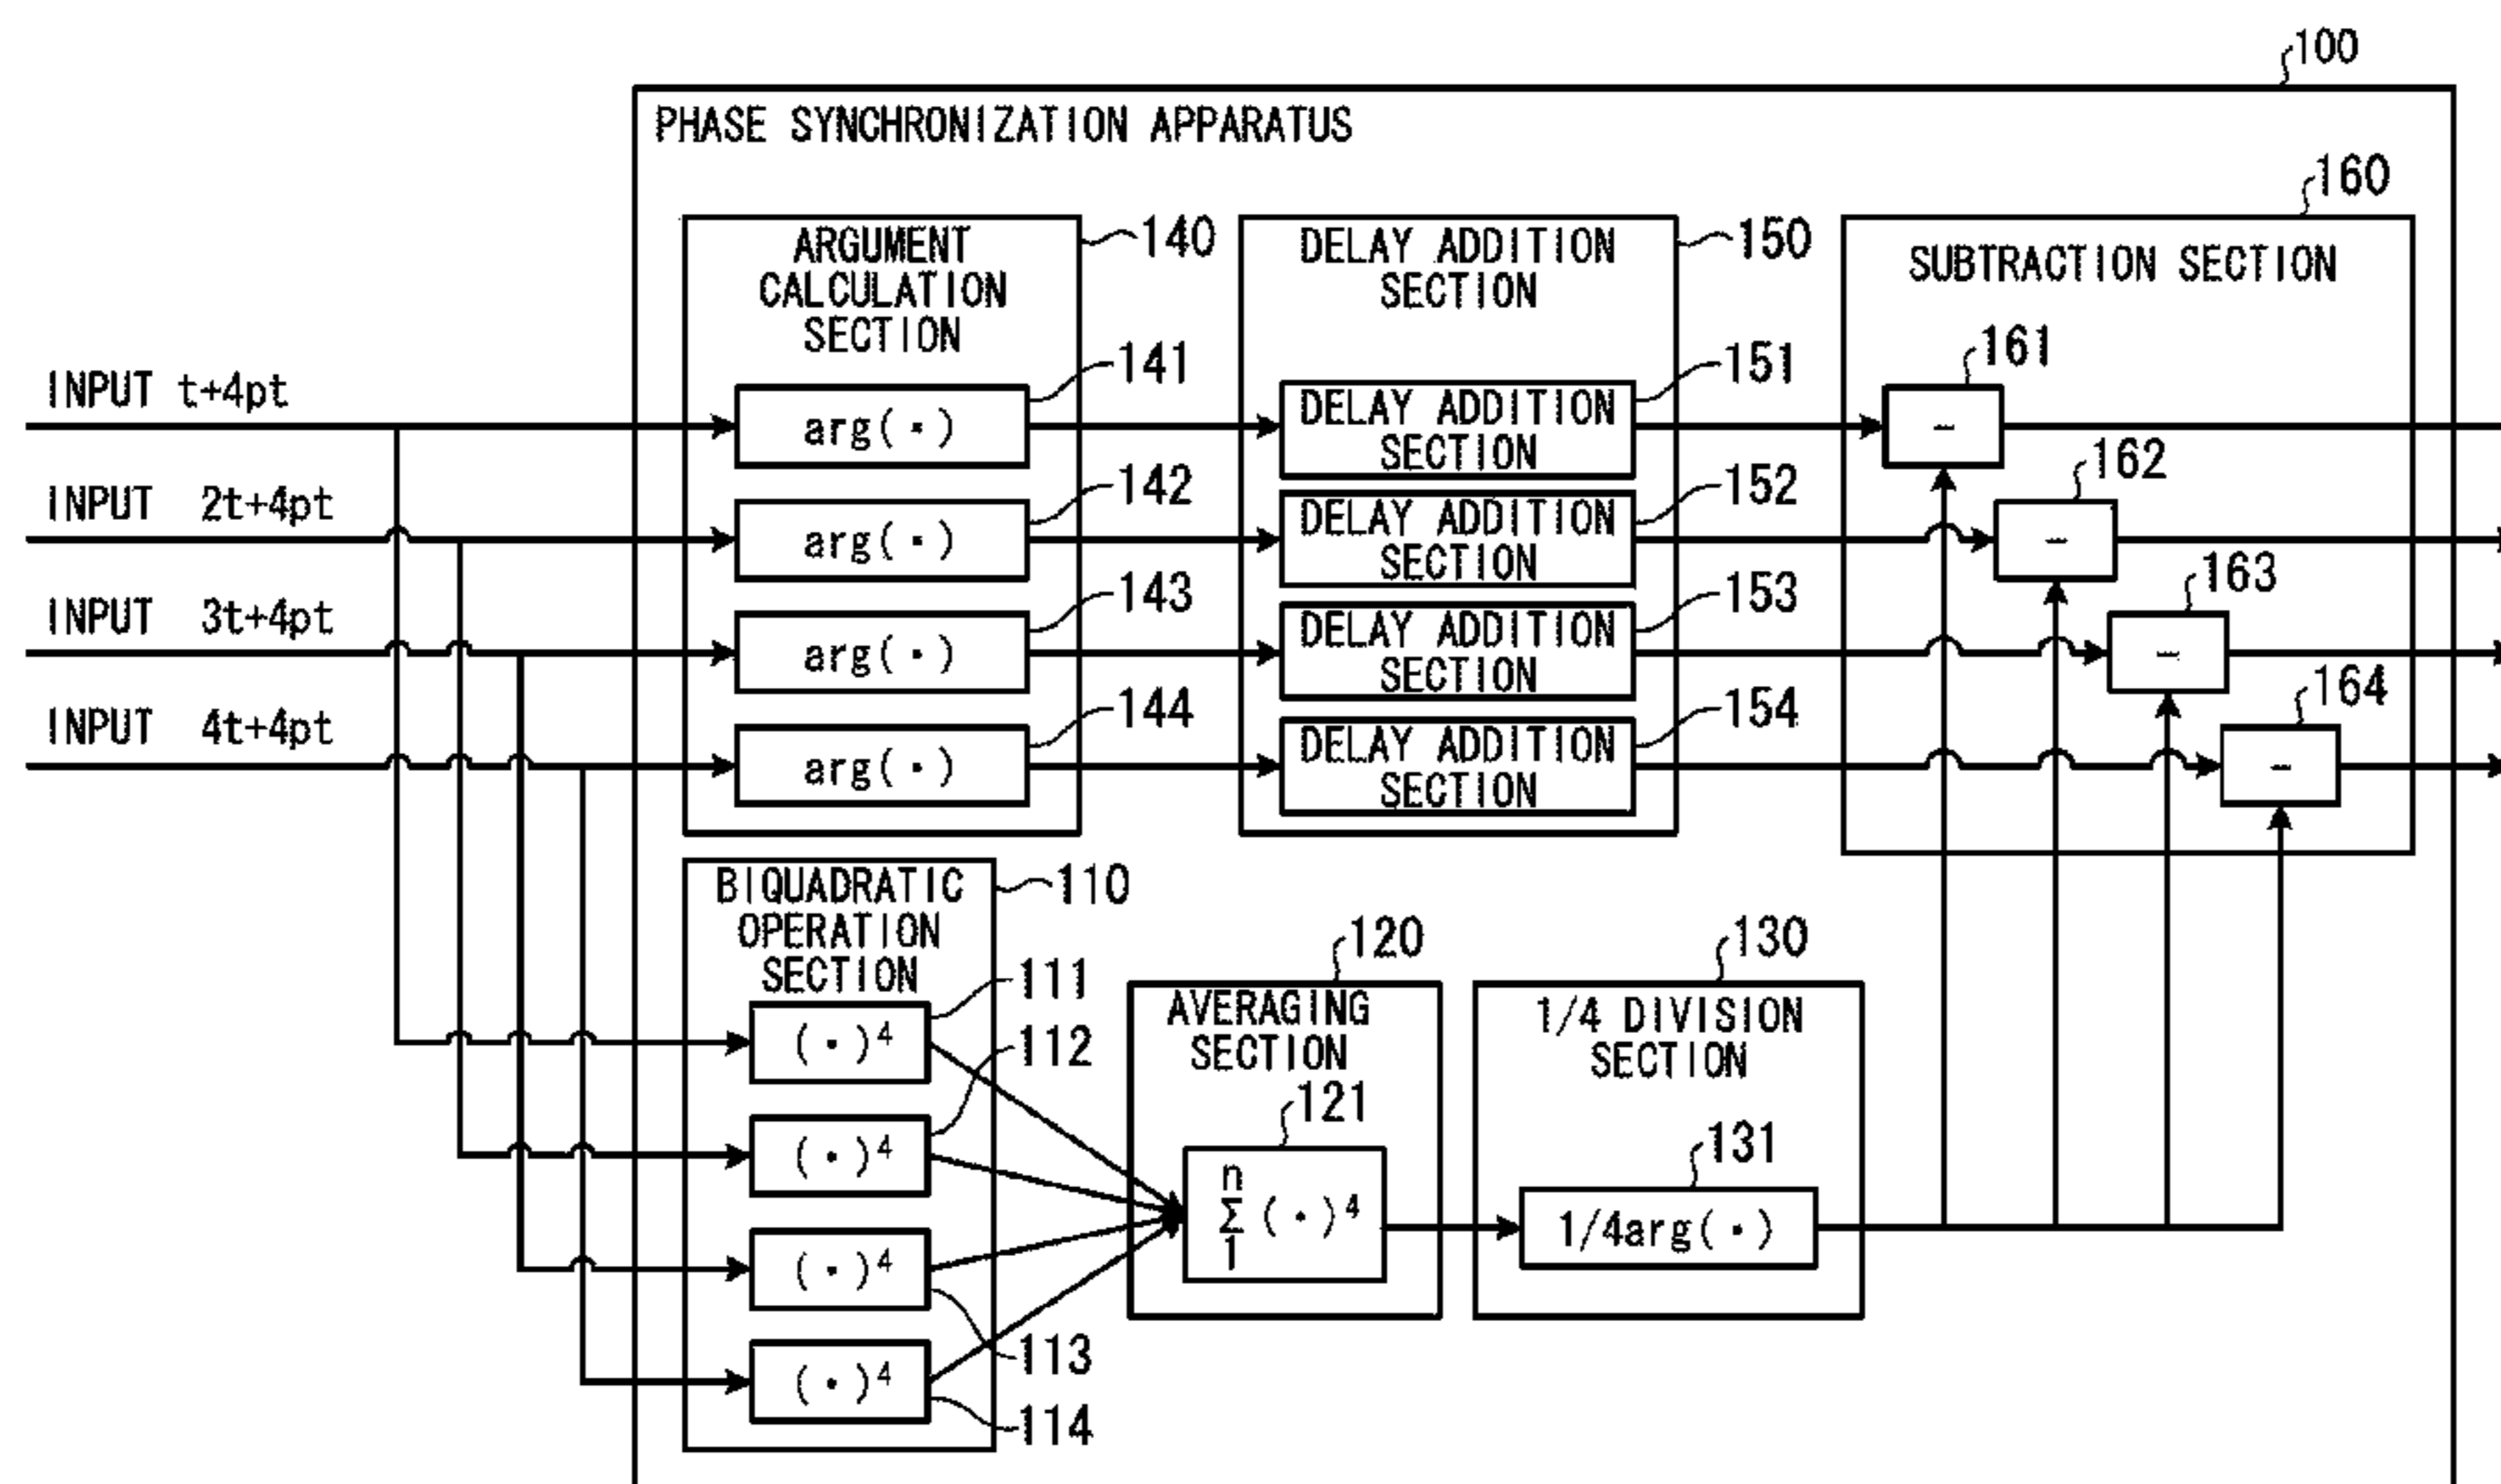 100
PHASE SYNCHRONIZATION APPARATUS
160
ARGUMENT
CALCULATION
SECTION
140
DELAY ADDITION
SECTION
150
SUBTRACTION SECTION
INPUT t+4pt
arg(・)
141
DELAY ADDITION
SECTION
151
-
161
INPUT 2t+4pt
arg(・)
142
DELAY ADDITION
SECTION
152
-
162
INPUT 3t+4pt
arg(・)
143
DELAY ADDITION
SECTION
153
-
163
INPUT 4t+4pt
arg(・)
144
DELAY ADDITION
SECTION
154
-
164
BIQUADRATIC
OPERATION
SECTION
110
(・)⁴
111
(・)⁴
112
(・)⁴
113
(・)⁴
114
120
AVERAGING
SECTION
121
n
Σ(・)⁴
1
130
1/4 DIVISION
SECTION
131
1/4arg(・)